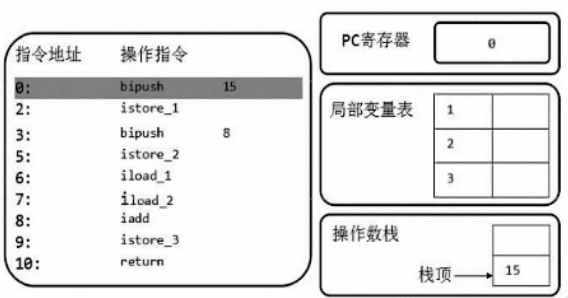 指令地址 操作指令
0: bipush 15
2: istore_1
3: bipush 8
5: istore_2
6: iload_1
7: iload_2
8: iadd
9: istore_3
10: return
PC寄存器 0
局部变量表
1
2
3
操作数栈
栈顶 15